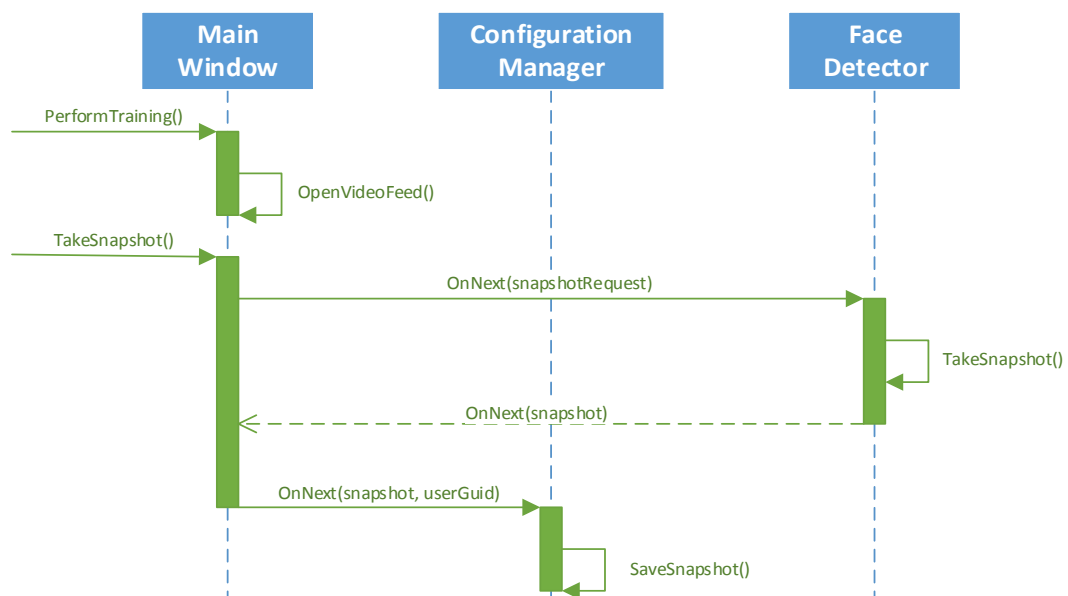 Main
Window
Configuration
Manager
Face
Detector
PerformTraining()
OpenVideoFeed()
TakeSnapshot()
OnNext(snapshotRequest)
TakeSnapshot()
OnNext(snapshot)
OnNext(snapshot, userGuid)
SaveSnapshot()